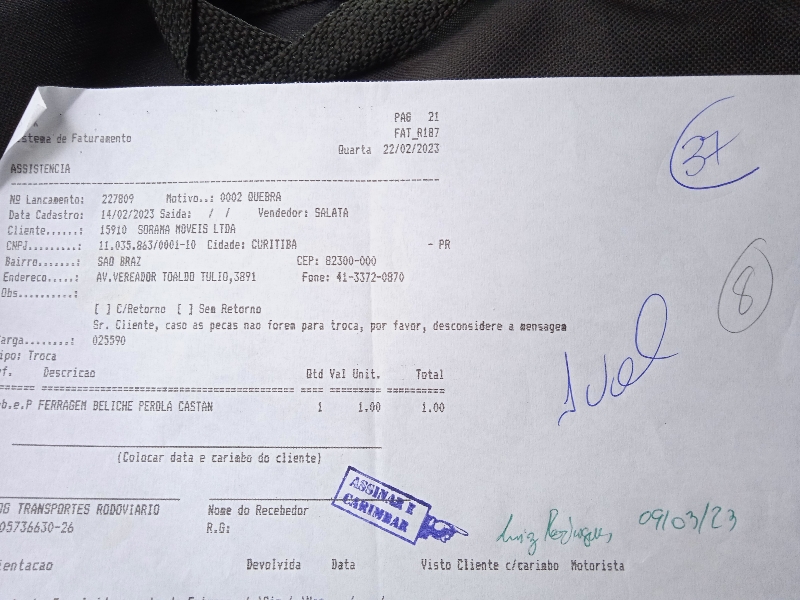 PAG 21
stema de Faturamento FAT_R187
Quarta 22/02/2023
37
ASSISTENCIA
Nº Lancamento: 227809 Motivo..: 0002 QUEBRA
Data Cadastro: 14/02/2023 Saida: / / Vendedor: SALATA
Cliente......: 15910 SORAMA MOVEIS LTDA
CNPJ.........: 11.035.863/0001-10 Cidade: CURITIBA - PR
Bairro.......: SAO BRAZ CEP: 82300-000
Endereco.....: AV.VEREADOR TOALDO TULIO,3891 Fone: 41-3372-0870
Obs..........:
8
[ ] C/Retorno [ ] Sem Retorno
Sr. Cliente, caso as pecas nao forem para troca, por favor, desconsidere a mensagem
arga........: 025590
ipo: Troca
f. Descricao Qtd Val Unit. Total
b.e.P FERRAGEM BELICHE PEROLA CASTAN 1 1.00 1.00
(Colocar data e carimbo do cliente)
ASSINAR E
CARIMBAR
OG TRANSPORTES RODOVIARIO Nome do Recebedor
05736630-26 R.G:
Luiz Rodrigues 09/03/23
ientacao Devolvida Data Visto Cliente c/carimbo Motorista